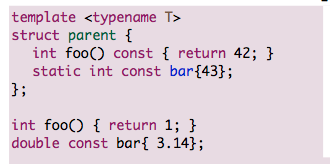 template <typename T>
struct parent {
int foo() const { return 42; }
static int const bar{43};
};
int foo() { return 1; }
double const bar{ 3.14};